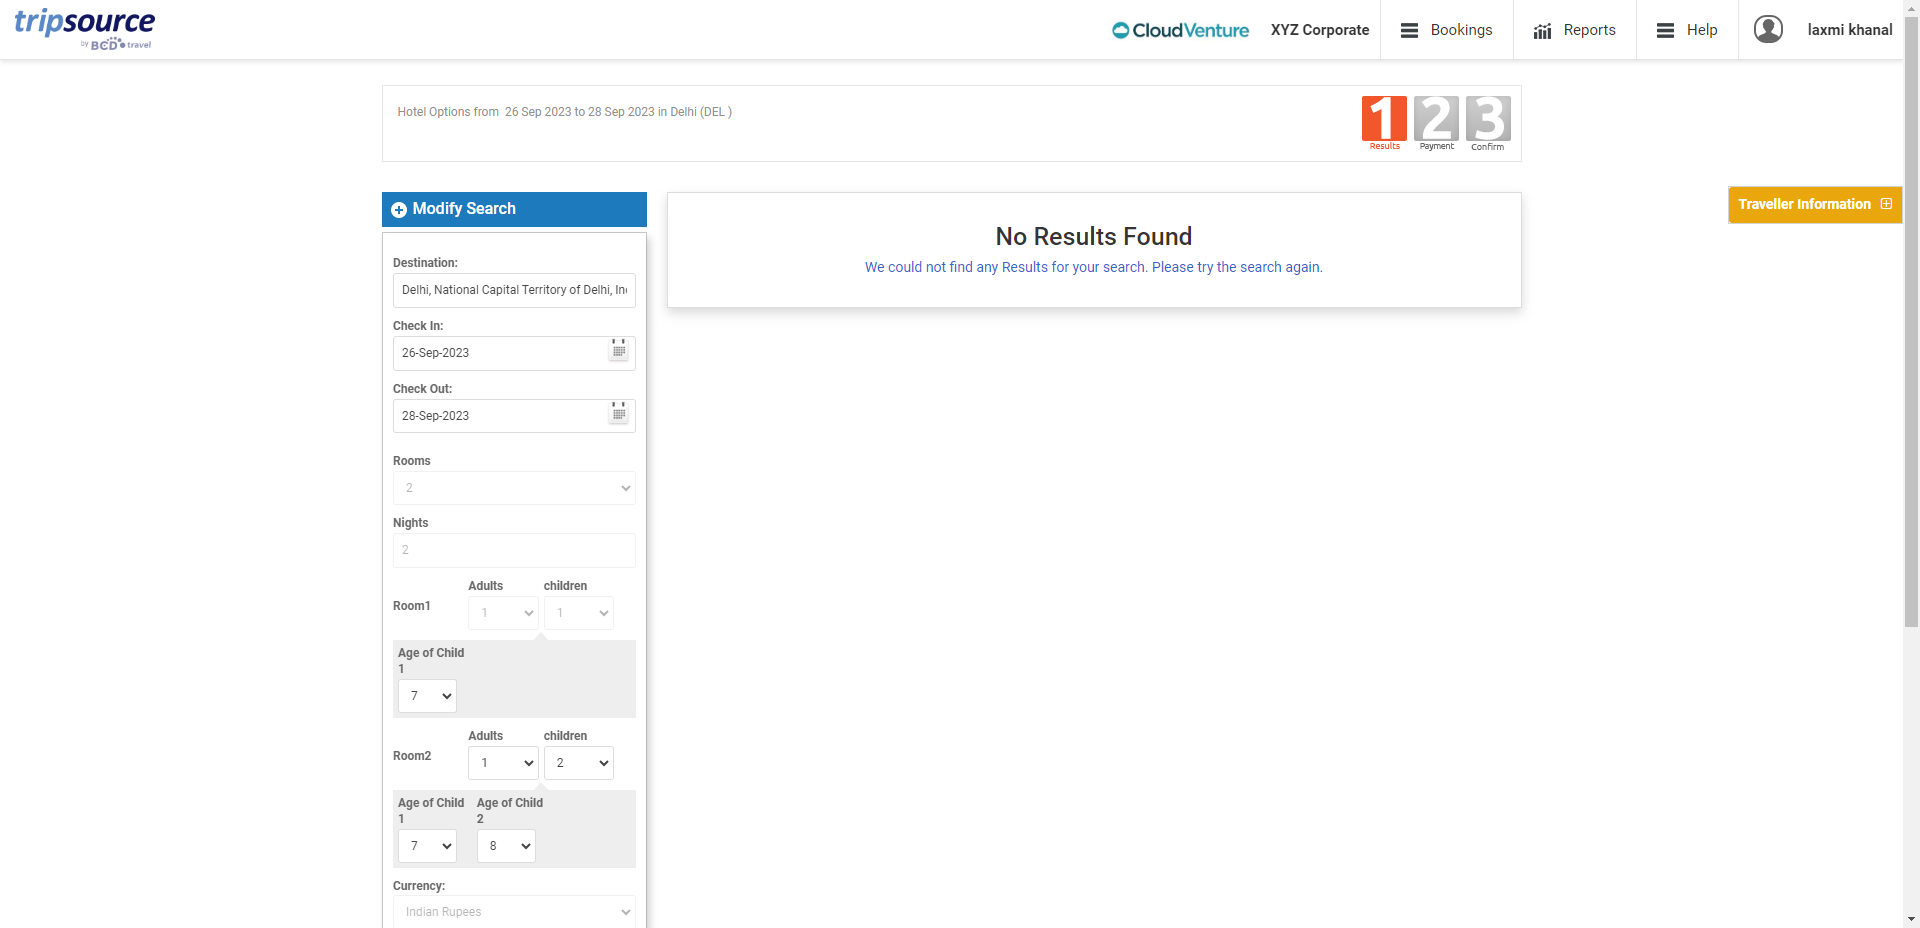 tripsource
by BCD travel
CloudVenture
XYZ Corporate
Bookings
Reports
Help
laxmi khanal
Hotel Options from 26 Sep 2023 to 28 Sep 2023 in Delhi (DEL )
1 2 3
Results Payment Confirm
Modify Search
Traveller Information
No Results Found
We could not find any Results for your search. Please try the search again.
Destination:
Delhi, National Capital Territory of Delhi, In
Check In:
26-Sep-2023
Check Out:
28-Sep-2023
Rooms
2
Nights
2
Adults children
Room1 1 1
Age of Child
1
7
Adults children
Room2 1 2
Age of Child Age of Child
1 2
7 8
Currency:
Indian Rupees